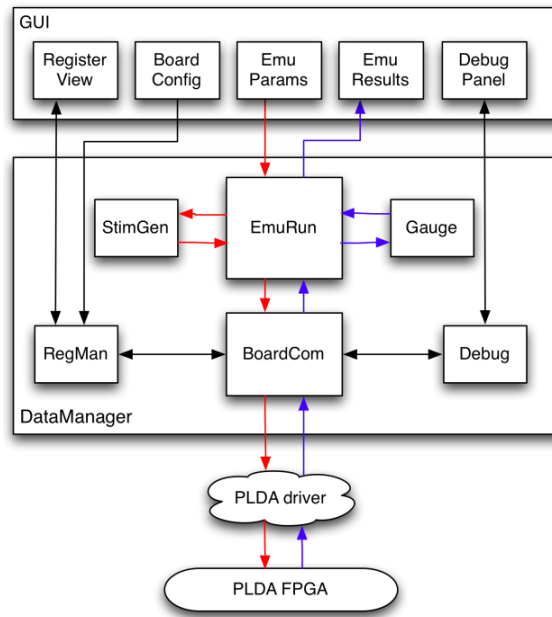 GUI
Register
View
Board
Config
Emu
Params
Emu
Results
Debug
Panel
StimGen
EmuRun
Gauge
RegMan
BoardCom
Debug
DataManager
PLDA driver
PLDA FPGA